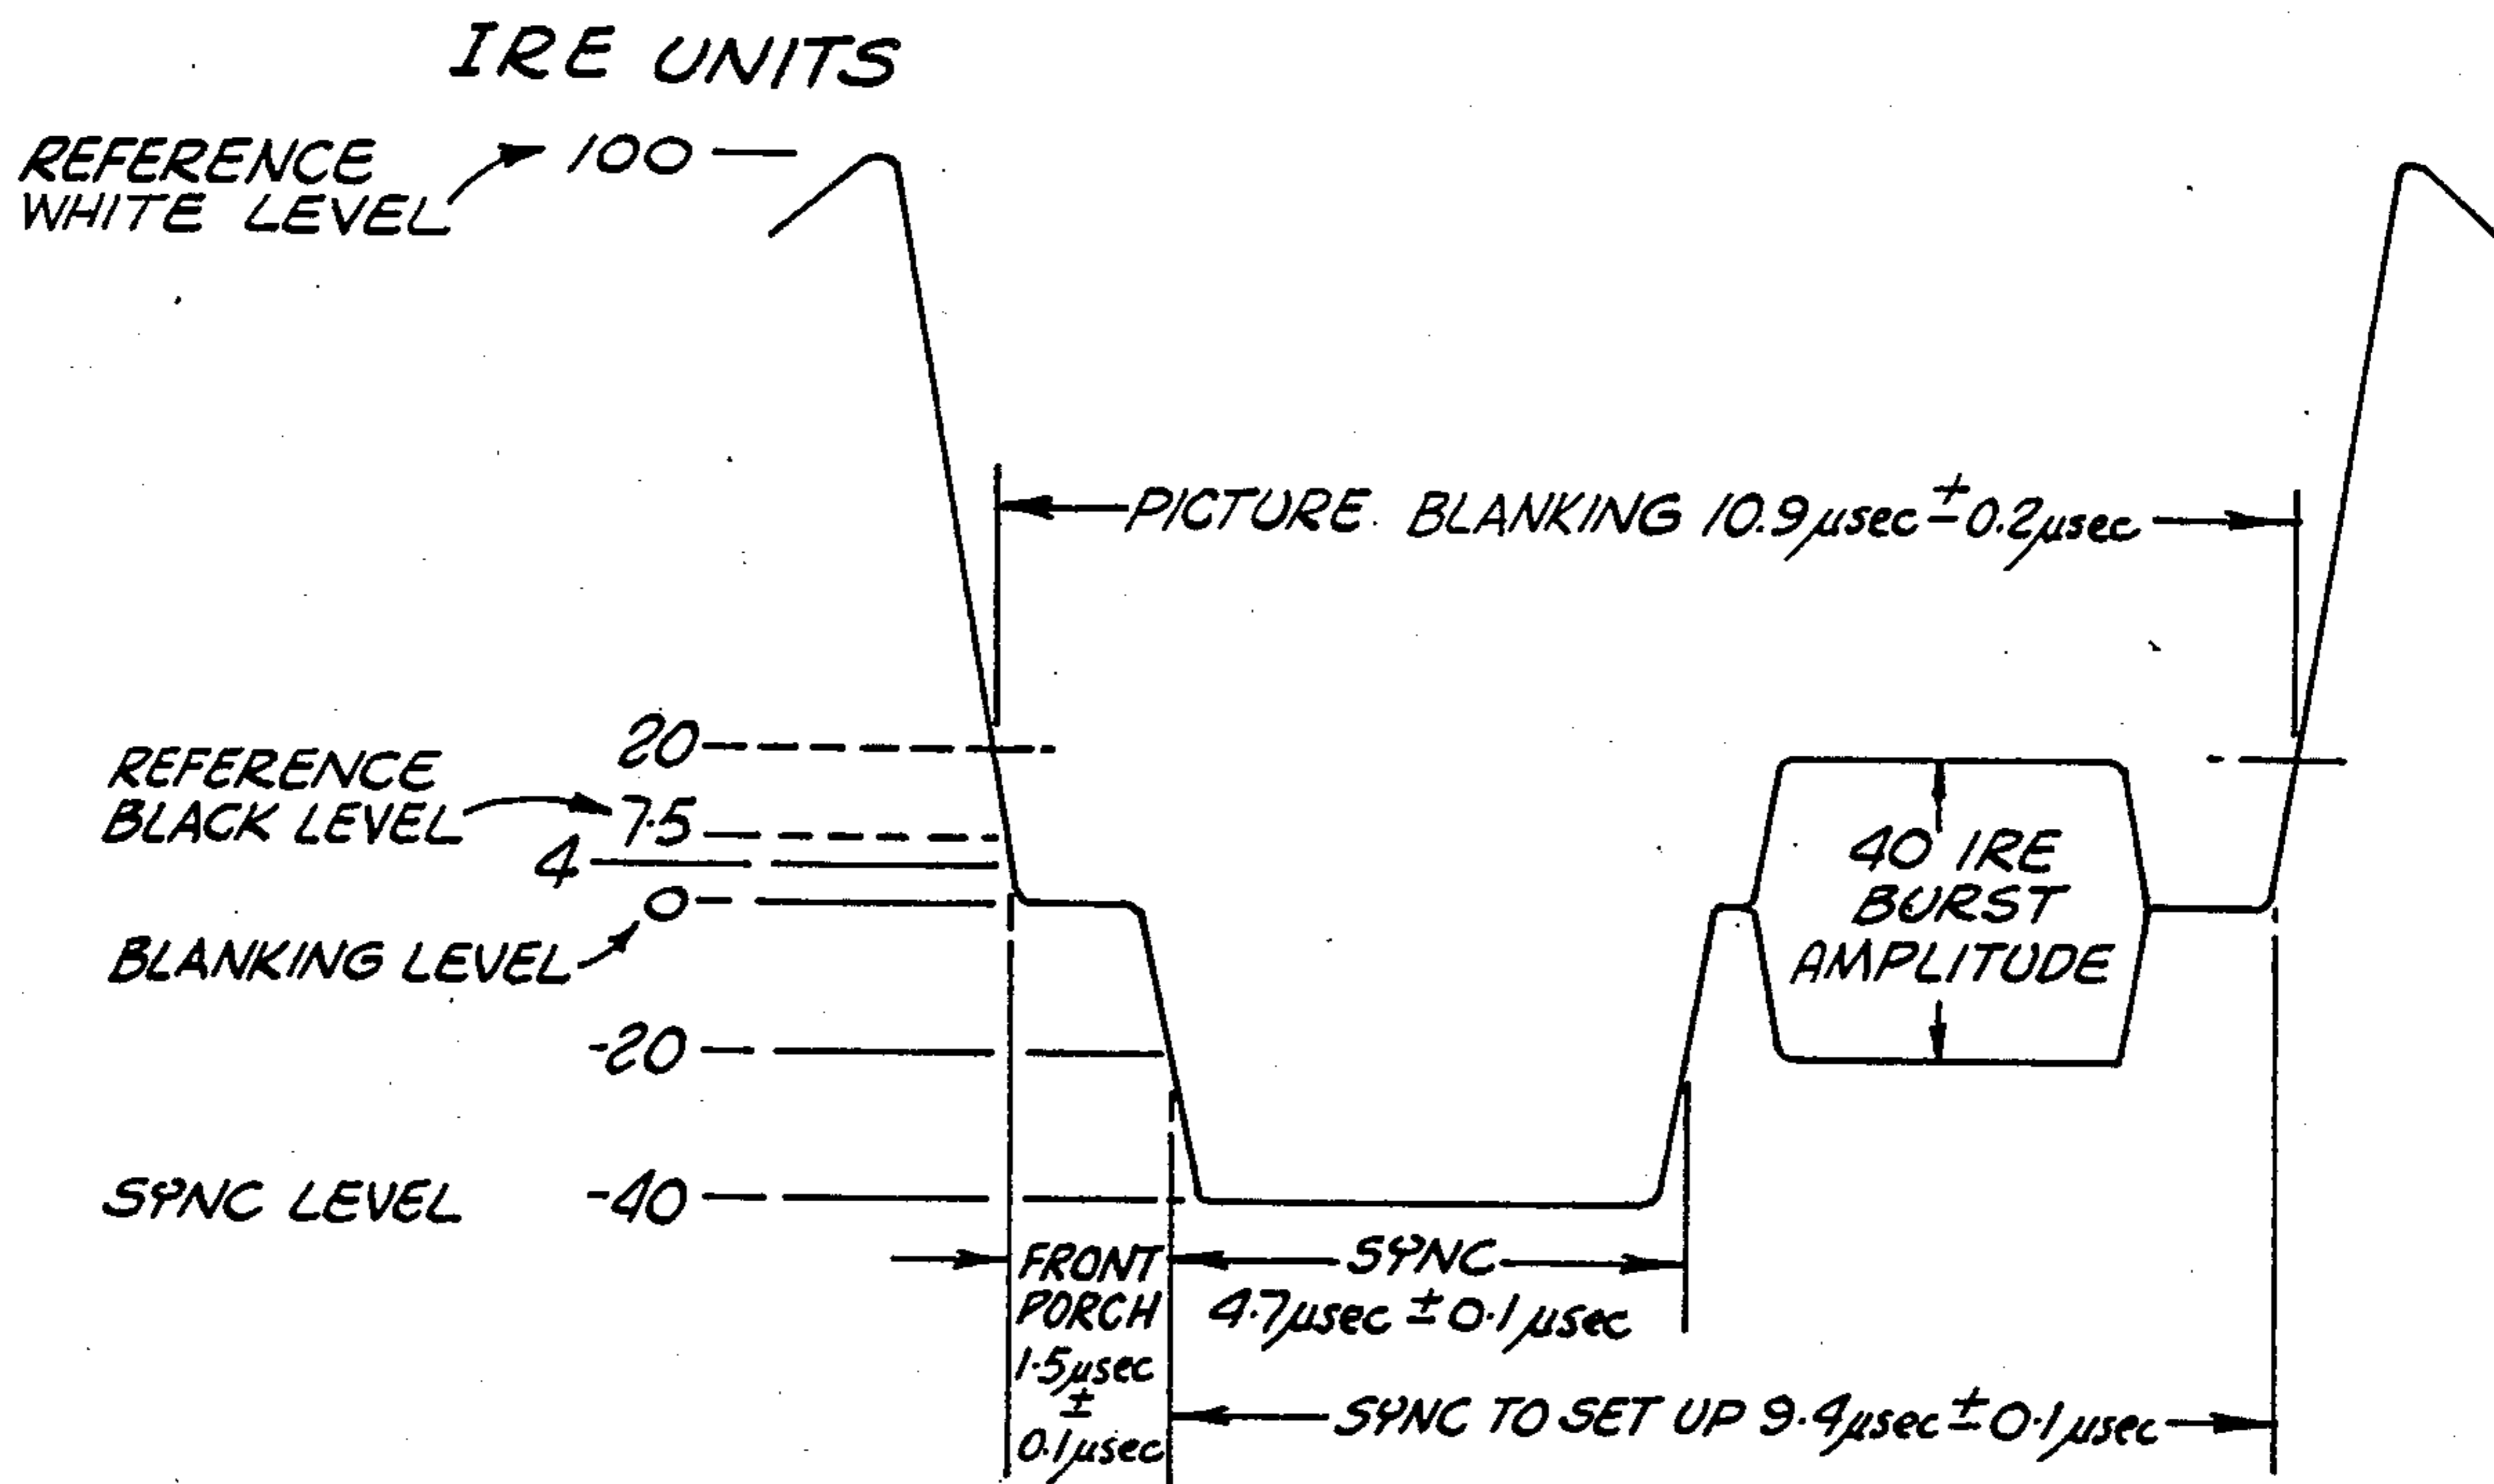 IRE UNITS
REFERENCE
WHITE LEVEL
100
PICTURE. BLANKING 10.9μsec ± 0.2μsec
20
REFERENCE
BLACK LEVEL
7.5
4
0
BLANKING LEVEL
40 IRE
BURST
AMPLITUDE
-20
SYNC LEVEL
-40
FRONT
PORCH
1.5μsec
±
0.1μsec
SYNC
4.7μsec ± 0.1μsec
SYNC TO SET UP 9.4μsec ± 0.1μsec